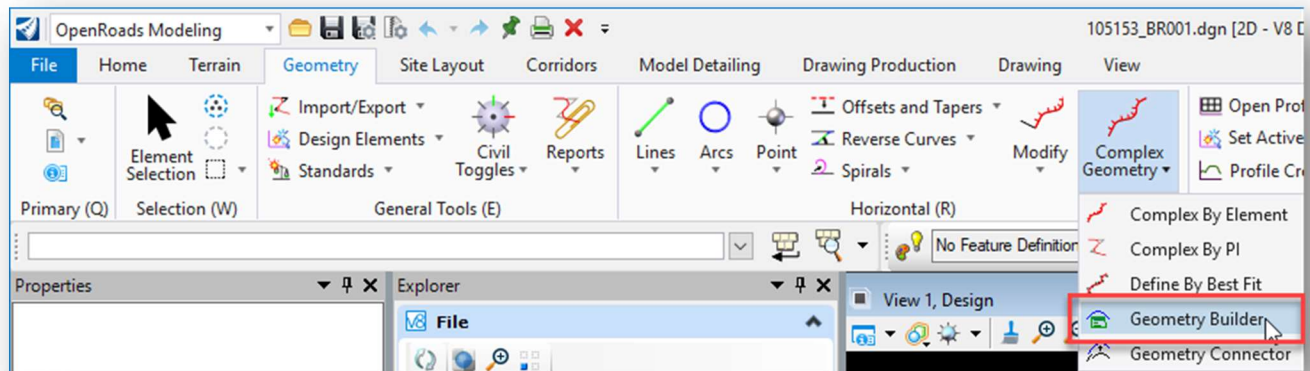 OpenRoads Modeling 105153_BR001.dgn [2D - V8 D
File Home Terrain Geometry Site Layout Corridors Model Detailing Drawing Production Drawing View
Import/Export Offsets and Tapers Open Prof
Design Elements Reverse Curves Set Active
Element Selection Standards Civil Toggles Reports Lines Arcs Point Spirals Modify Complex Geometry Profile Cr
Primary (Q) Selection (W) General Tools (E) Horizontal (R)
Complex By Element
No Feature Definition Complex By PI
Properties Explorer Define By Best Fit
View 1, Design
File Geometry Builder
Geometry Connector